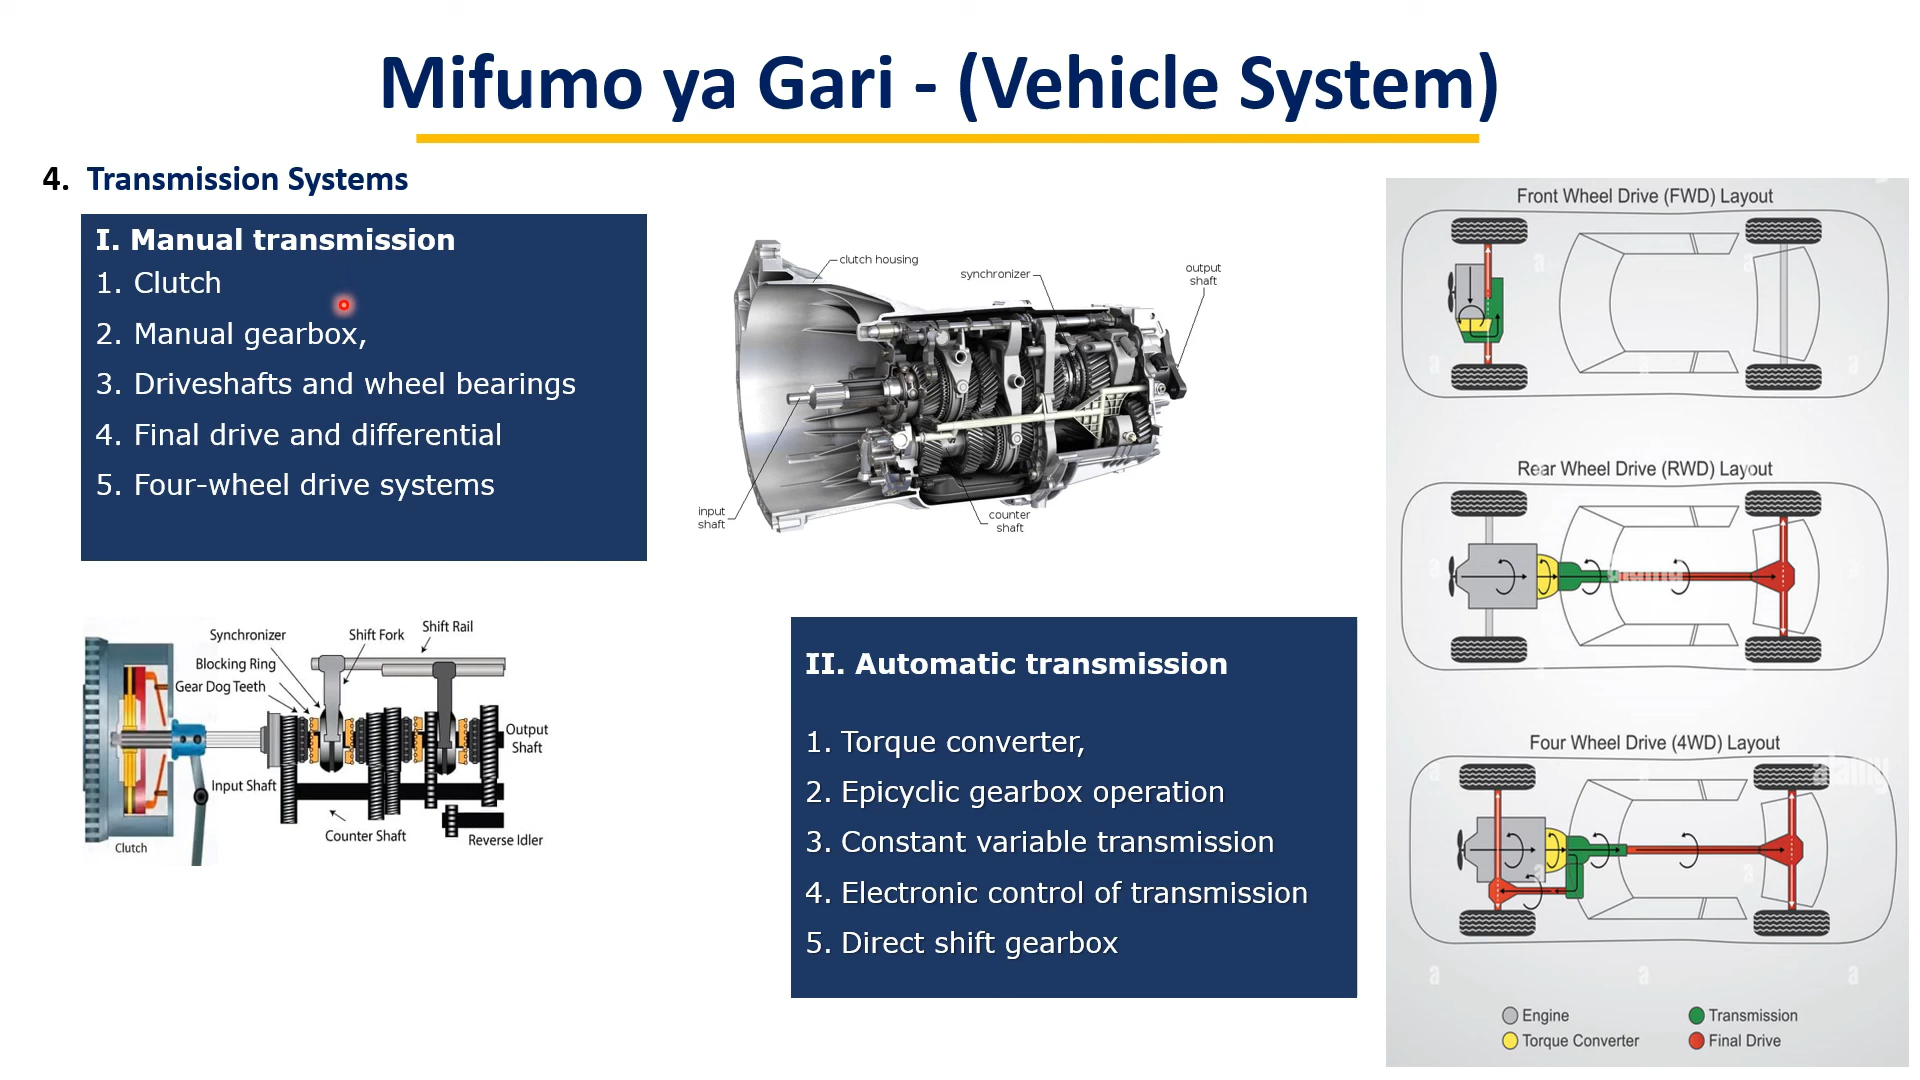 Mifumo ya Gari - (Vehicle System)
4. Transmission Systems
I. Manual transmission
1. Clutch
2. Manual gearbox,
3. Driveshafts and wheel bearings
4. Final drive and differential
5. Four-wheel drive systems
clutch housing
synchronizer
output
shaft
input
shaft
counter
shaft
Synchronizer
Shift Fork
Shift Rail
Blocking Ring
Gear Dog Teeth
Output
Shaft
Input Shaft
Counter Shaft
Reverse Idler
Clutch
II. Automatic transmission
1. Torque converter,
2. Epicyclic gearbox operation
3. Constant variable transmission
4. Electronic control of transmission
5. Direct shift gearbox
Front Wheel Drive (FWD) Layout
Rear Wheel Drive (RWD) Layout
alamy
Four Wheel Drive (4WD) Layout
alamy
a
a
a
Engine
Transmission
Torque Converter
Final Drive